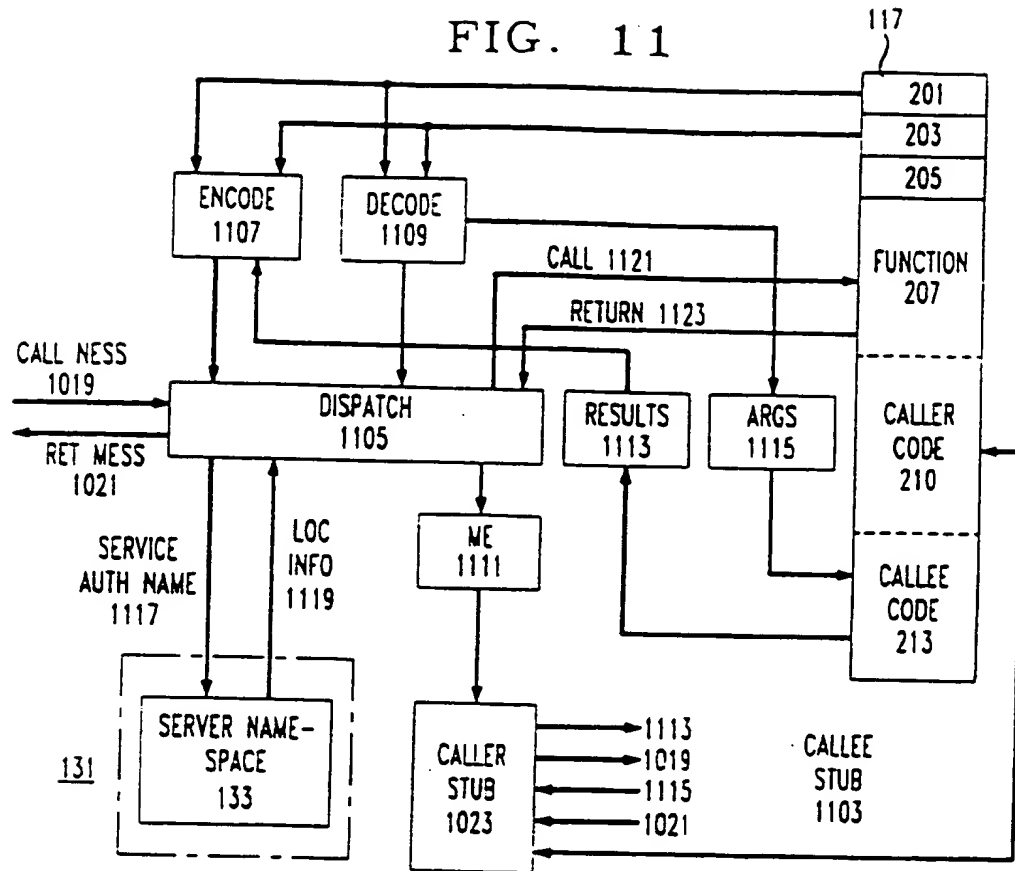 FIG. 11
117
201
203
205
ENCODE
1107
DECODE
1109
FUNCTION
207
CALL 1121
RETURN 1123
CALL NESS
1019
DISPATCH
1105
RESULTS
1113
ARGS
1115
CALLER
CODE
210
RET MESS
1021
SERVICE
AUTH NAME
1117
LOC
INFO
1119
ME
1111
CALLEE
CODE
213
SERVER NAME-
SPACE
133
131
CALLER
STUB
1023
1113
1019
1115
1021
CALLEE
STUB
1103